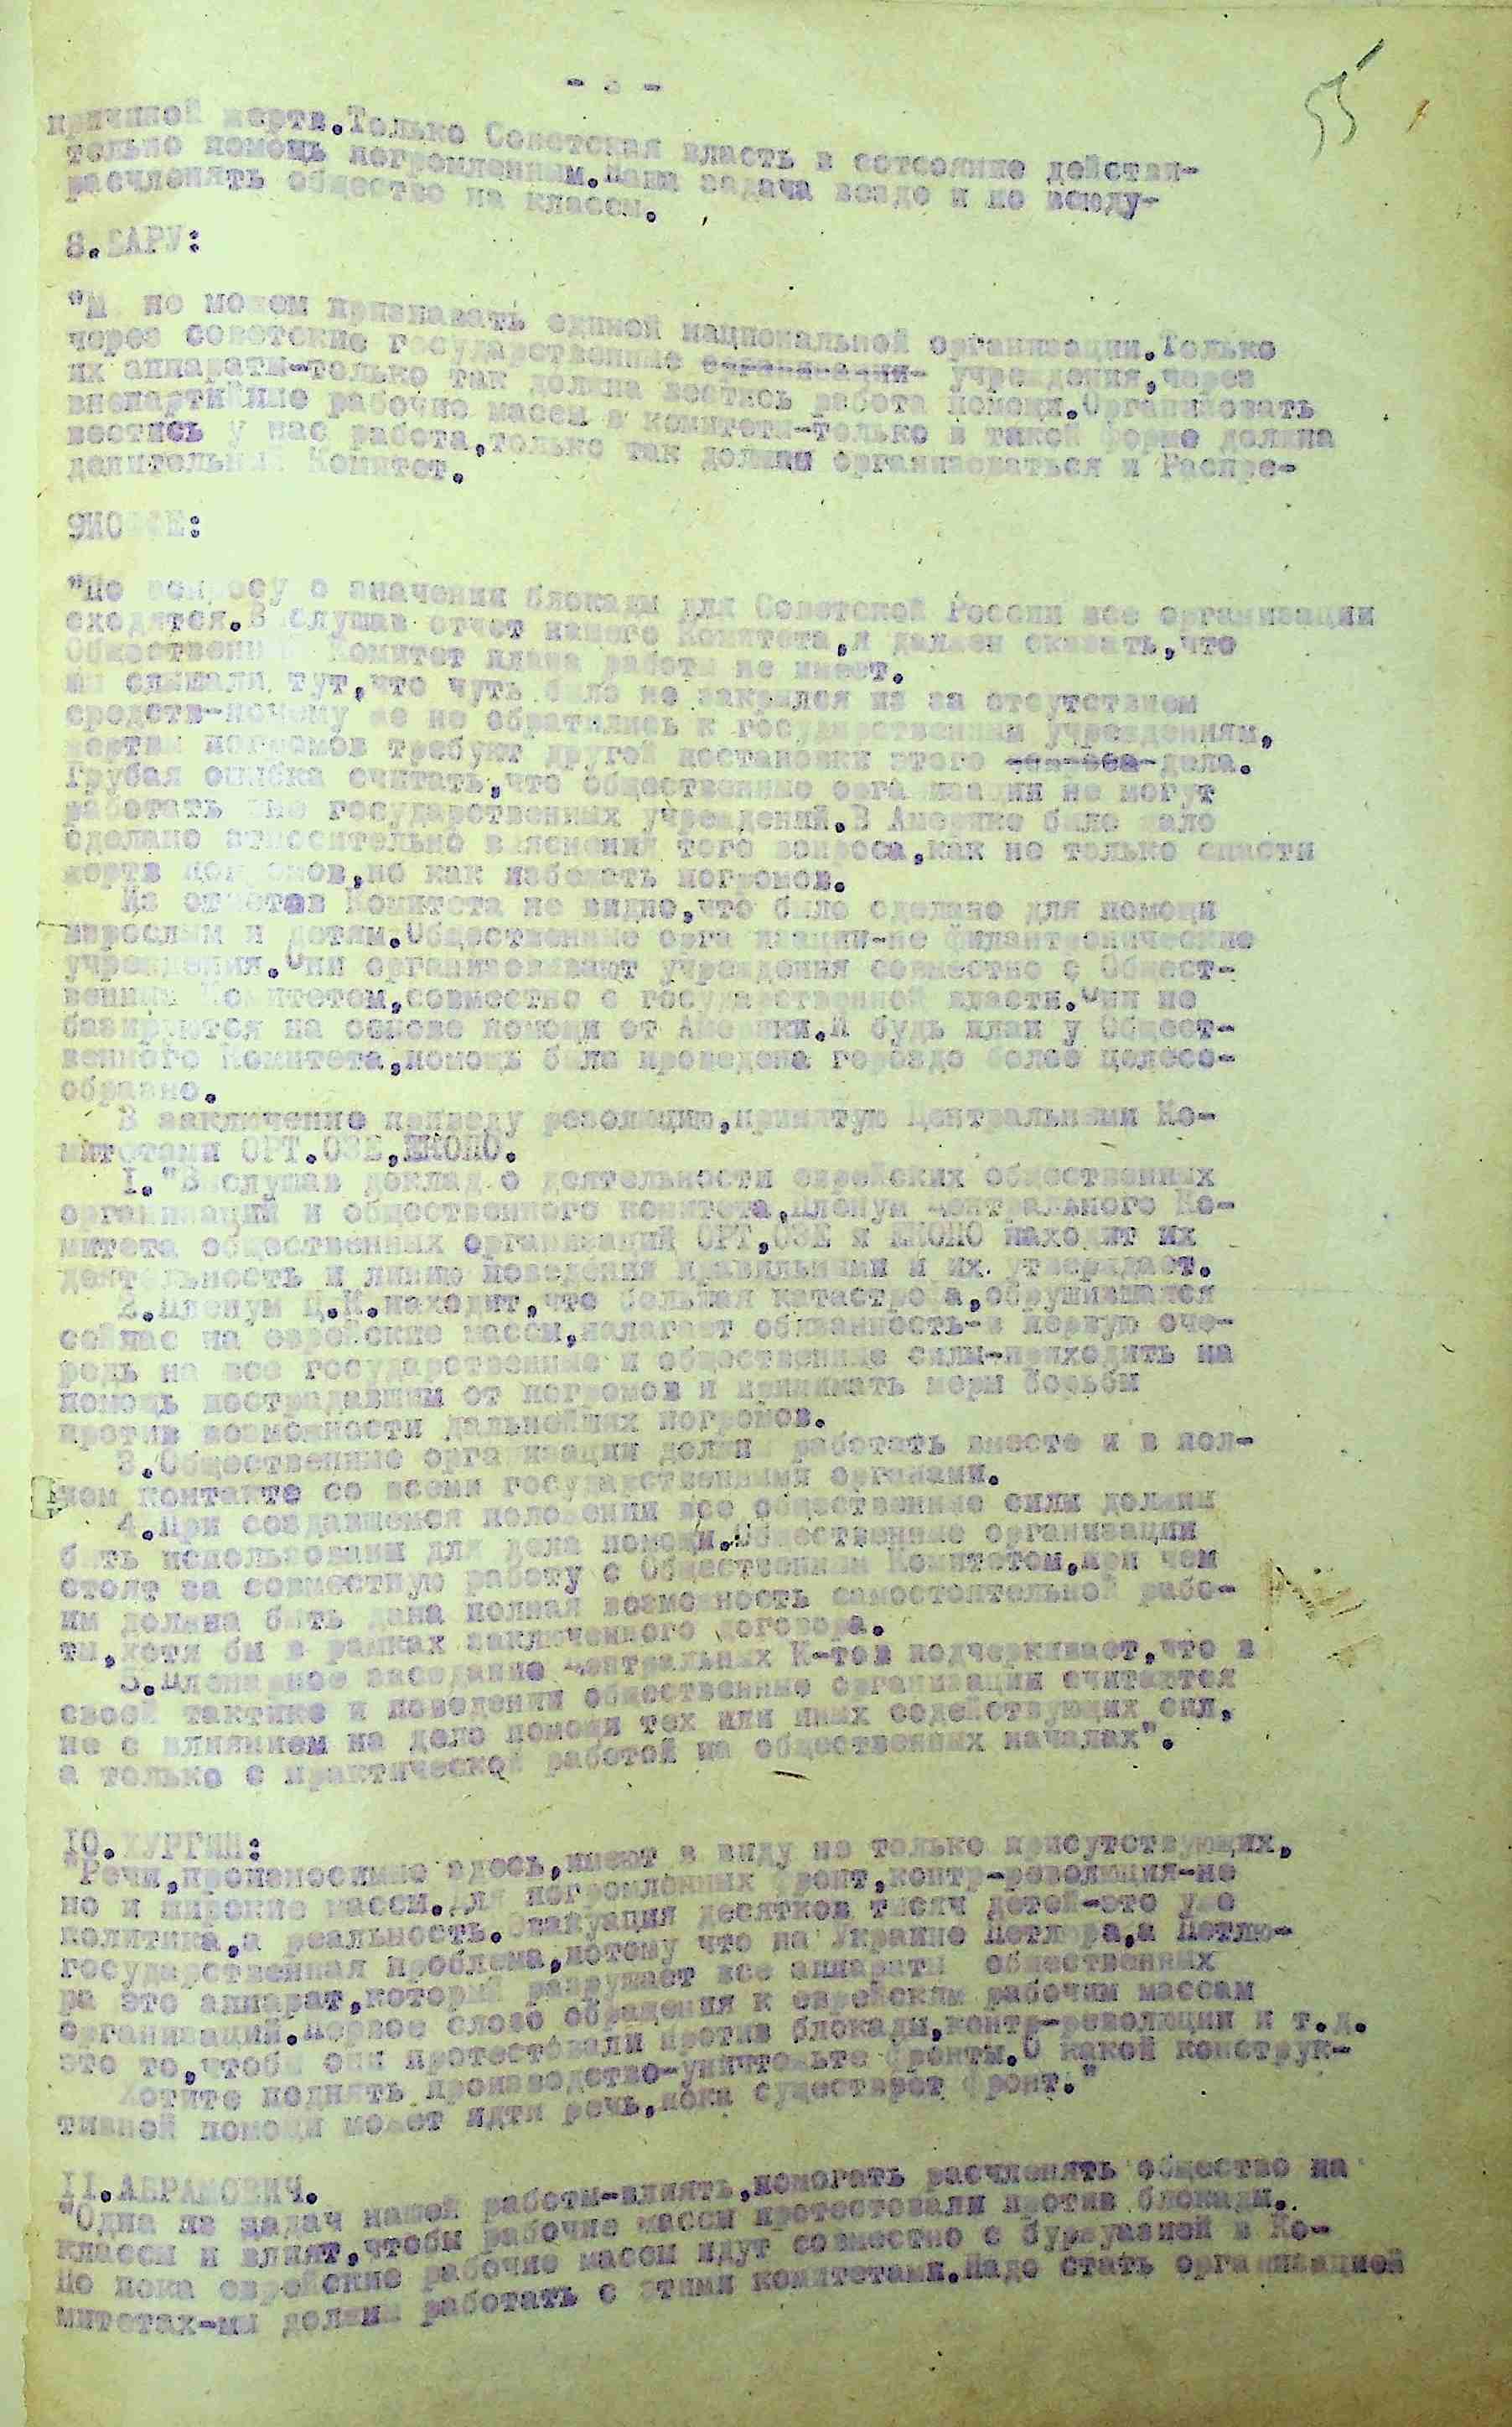 55
причиной жертв.Только Советская власть в состояние действи-
тельно помощь погромленным.Наша задача везде и по всюду-
расчленять общество на классы.
8.БАРУ:
"М не можем признавать единой национальной организации.Только
через советские государственные учреждения,через
их аппараты-только так должна вестись работа помощи.Организовать
внепартийные рабочие массы в комитеты-только в такой форме должна
вестись у нас работа,только так должны организоваться и Распре-
делительный Комитет.
"По вопросу о значении блокады для Советской России все организации
сходятся.В слушав отчет нашего Комитета,я должен сказать,что
Общественный Комитет плана работы не имеет.
мы слышали тут,что чуть было не закрылся из за отсутствием
средств-почему же не обратились к государственным учреждениям,
жертвы погромов требуют другой постановки этого дела.
Грубая ошибка считать,что общественные организации не могут
работать вне государственных учреждений.В Америке было мало
сделано относительно выяснения того вопроса,как не только спасти
жертв погромов,но как избежать погромов.
Из отчетов Комитета не видно,что было сделано для помощи
взрослым и детям.Общественные организации-не филантропические
учреждения.Они организовывают учреждения совместно с Общест-
венным Комитетом,совместно с государственной власти.Они не
базируются на основе помощи от Америки.И будь план у Общест-
венного Комитета,помощь была проведена гораздо более целесо-
образно.
В заключение приведу резолюцию,принятую Центральными Ко-
митетами ОРТ.ОЗЕ,ЕКОПО.
I."Выслушав доклад о деятельности еврейских общественных
организаций и общественного комитета,Пленум Центрального Ко-
митета общественных организаций ОРТ,ОЗЕ и ЕКОПО находит их
деятельность и линию поведения правильными и их утверждает.
2.Пленум Ц.К.находит,что большая катастрофа,обрушившаяся
сейчас на еврейские массы,налагает обязанность-в первую оче-
редь на все государственные и общественные силы-приходить на
помощь пострадавшим от погромов и принимать меры борьбы
против возможности дальнейших погромов.
3.Общественные организации должны работать вместе и в пол-
ном контакте со всеми государственными органами.
4.При создавшемся положении все общественные силы должны
быть использованы для дела помощи.Общественные организации
стоят за совместную работу с Общественным Комитетом,при чем
им должна быть дана полная возможность самостоятельной рабо-
ты,хотя бы в рамках заключенного договора.
5.Пленарное заседание Центральных К-тов подчеркивает,что в
своей тактике и поведении общественные организации считаются
не с влиянием на дело помощи тех или иных содействующих сил,
а только с практической работой на общественных началах".
IO.ТУРГИН:
"Речи,произносимые здесь,имеют в виду не только присутствующих,
но и широкие массы.Для погромленных фронт,контр-революция-не
политика,а реальность.Эвакуация десятков тысяч детей-это уже
государственная проблема,потому что на Украине Петлюра,а Петлю-
ра это аппарат,который разрушает все аппараты общественных
организаций.Первое слово обращения к еврейским рабочим массам
это то,чтобы они протестовали против блокады,контр-революции и т.д.
Хотите поднять производство-уничтожьте фронты.О какой конструк-
тивной помощи может идти речь,пока существует фронт."
II.АБРАМОВИЧ.
"Одна из задач нашей работы-влиять,помогать расчленять общество на
классы и влият,чтобы рабочие массы протестовали против блокады.
Но пока еврейские рабочие массы идут совместно с буржуазией в Ко-
митетах-мы должны работать с этими комитетами.Надо стать организацией